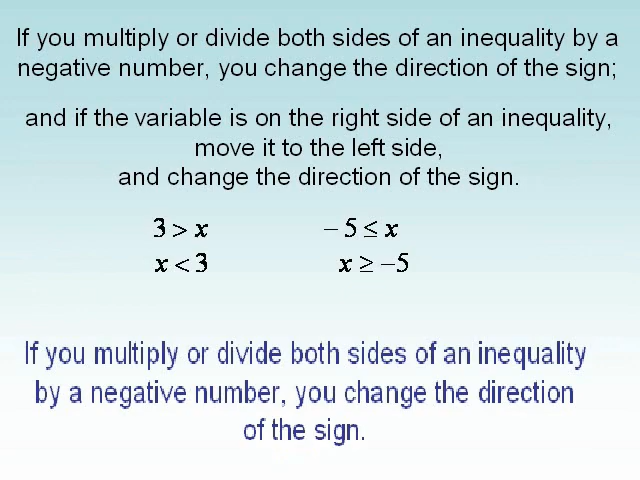 If you multiply or divide both sides of an inequality by a
negative number, you change the direction of the sign;
and if the variable is on the right side of an inequality,
move it to the left side,
and change the direction of the sign.
3 > x    – 5 ≤ x
x < 3    x ≥ –5
If you multiply or divide both sides of an inequality
by a negative number, you change the direction
of the sign.